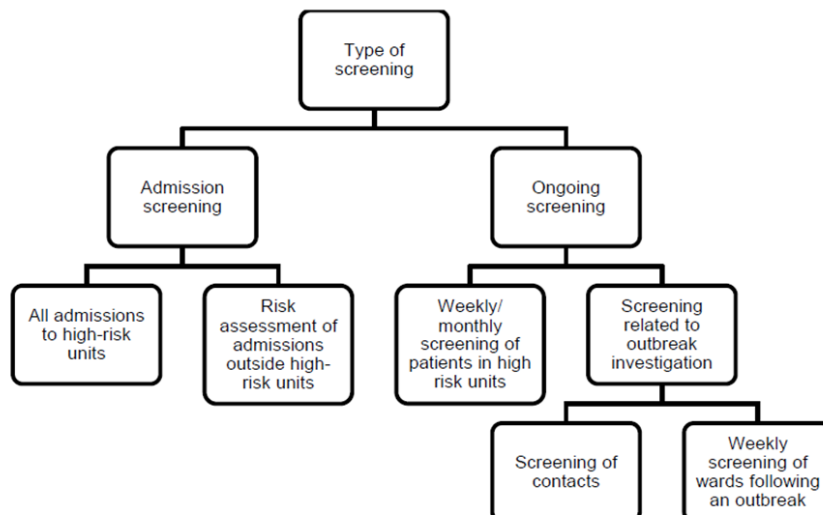 Type of
screening
Admission
screening
Ongoing
screening
All admissions
to high-risk
units
Risk
assessment of
admissions
outside high-
risk units
Weekly/
monthly
screening of
patients in high
risk units
Screening
related to
outbreak
investigation
Screening of
contacts
Weekly
screening of
wards following
an outbreak